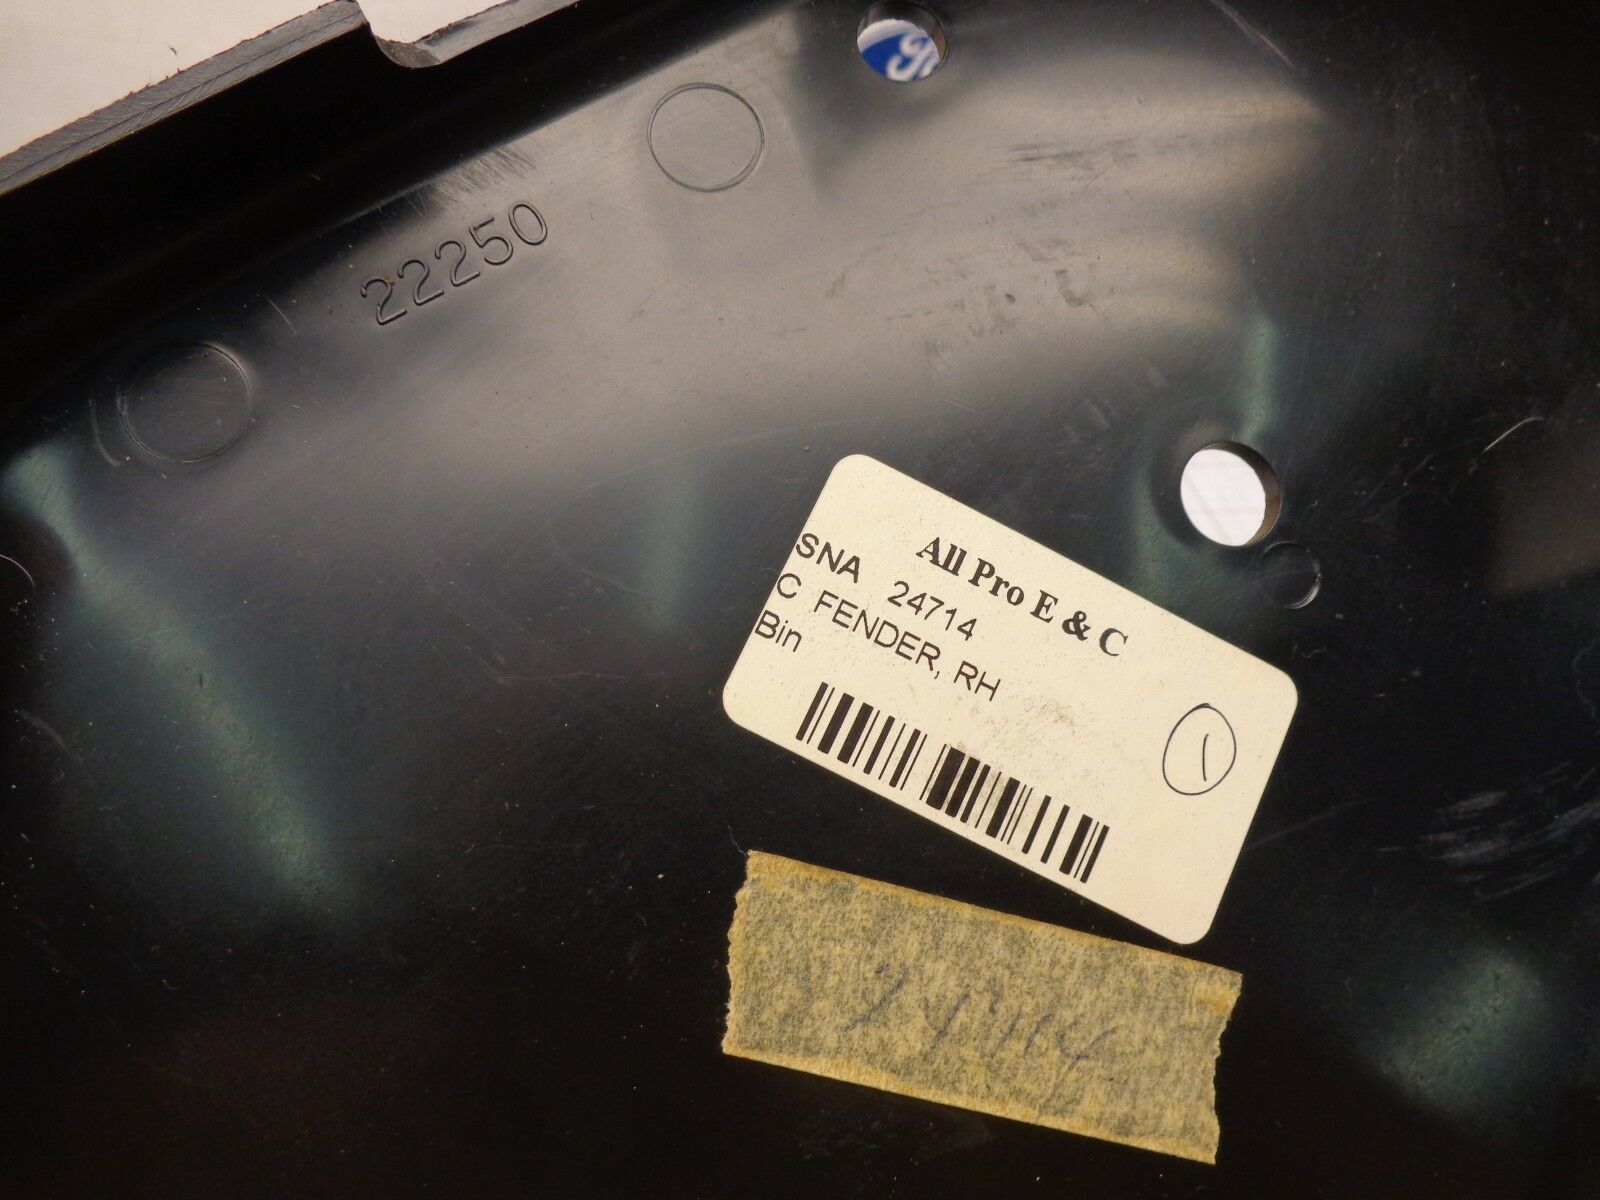 22250
All Pro E & C
SNA 24714
C FENDER, RH
Bin
1
24714